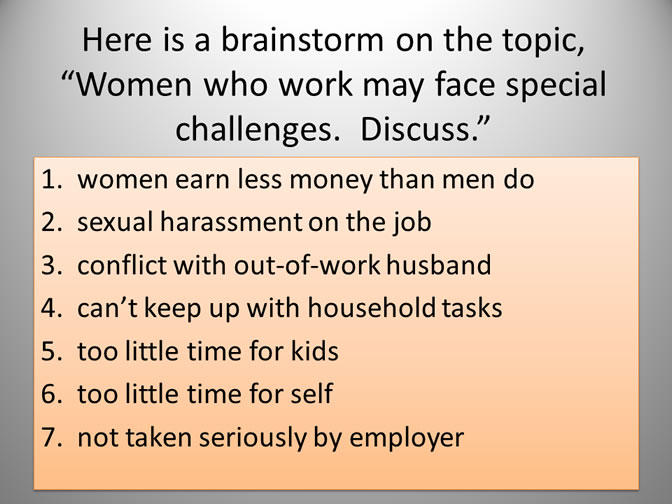 Here is a brainstorm on the topic,
“Women who work may face special
challenges.  Discuss.”
1. women earn less money than men do
2. sexual harassment on the job
3. conflict with out-of-work husband
4. can’t keep up with household tasks
5. too little time for kids
6. too little time for self
7. not taken seriously by employer